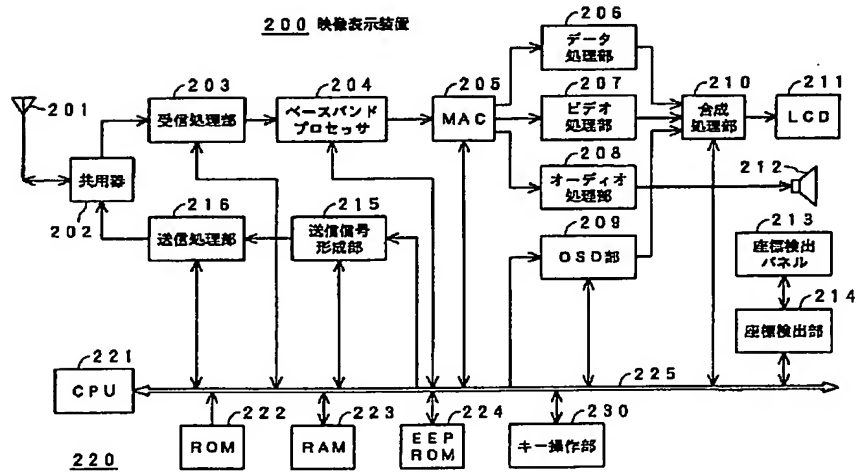 200 映像表示装置
206
データ
処理部
203
受信処理部
204
ベースバンド
プロセッサ
205
MAC
207
ビデオ
処理部
210
合成
処理部
211
LCD
201
共用器
202
208
オーディオ
処理部
212
216
送信処理部
215
送信信号
形成部
209
OSD部
213
座標検出
パネル
214
座標検出部
221
CPU
225
222
ROM
223
RAM
224
EEP
ROM
230
キー操作部
220